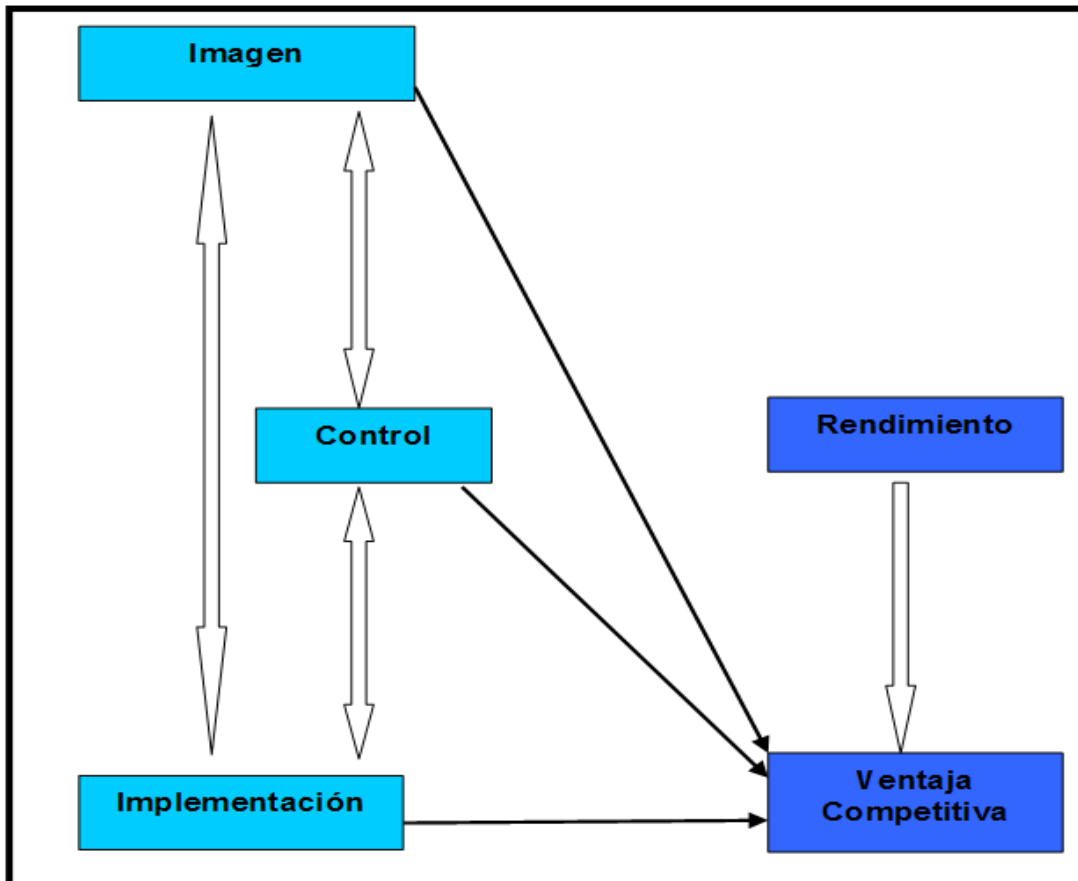 Imagen
Control
Rendimiento
Implementación
Ventaja
Competitiva